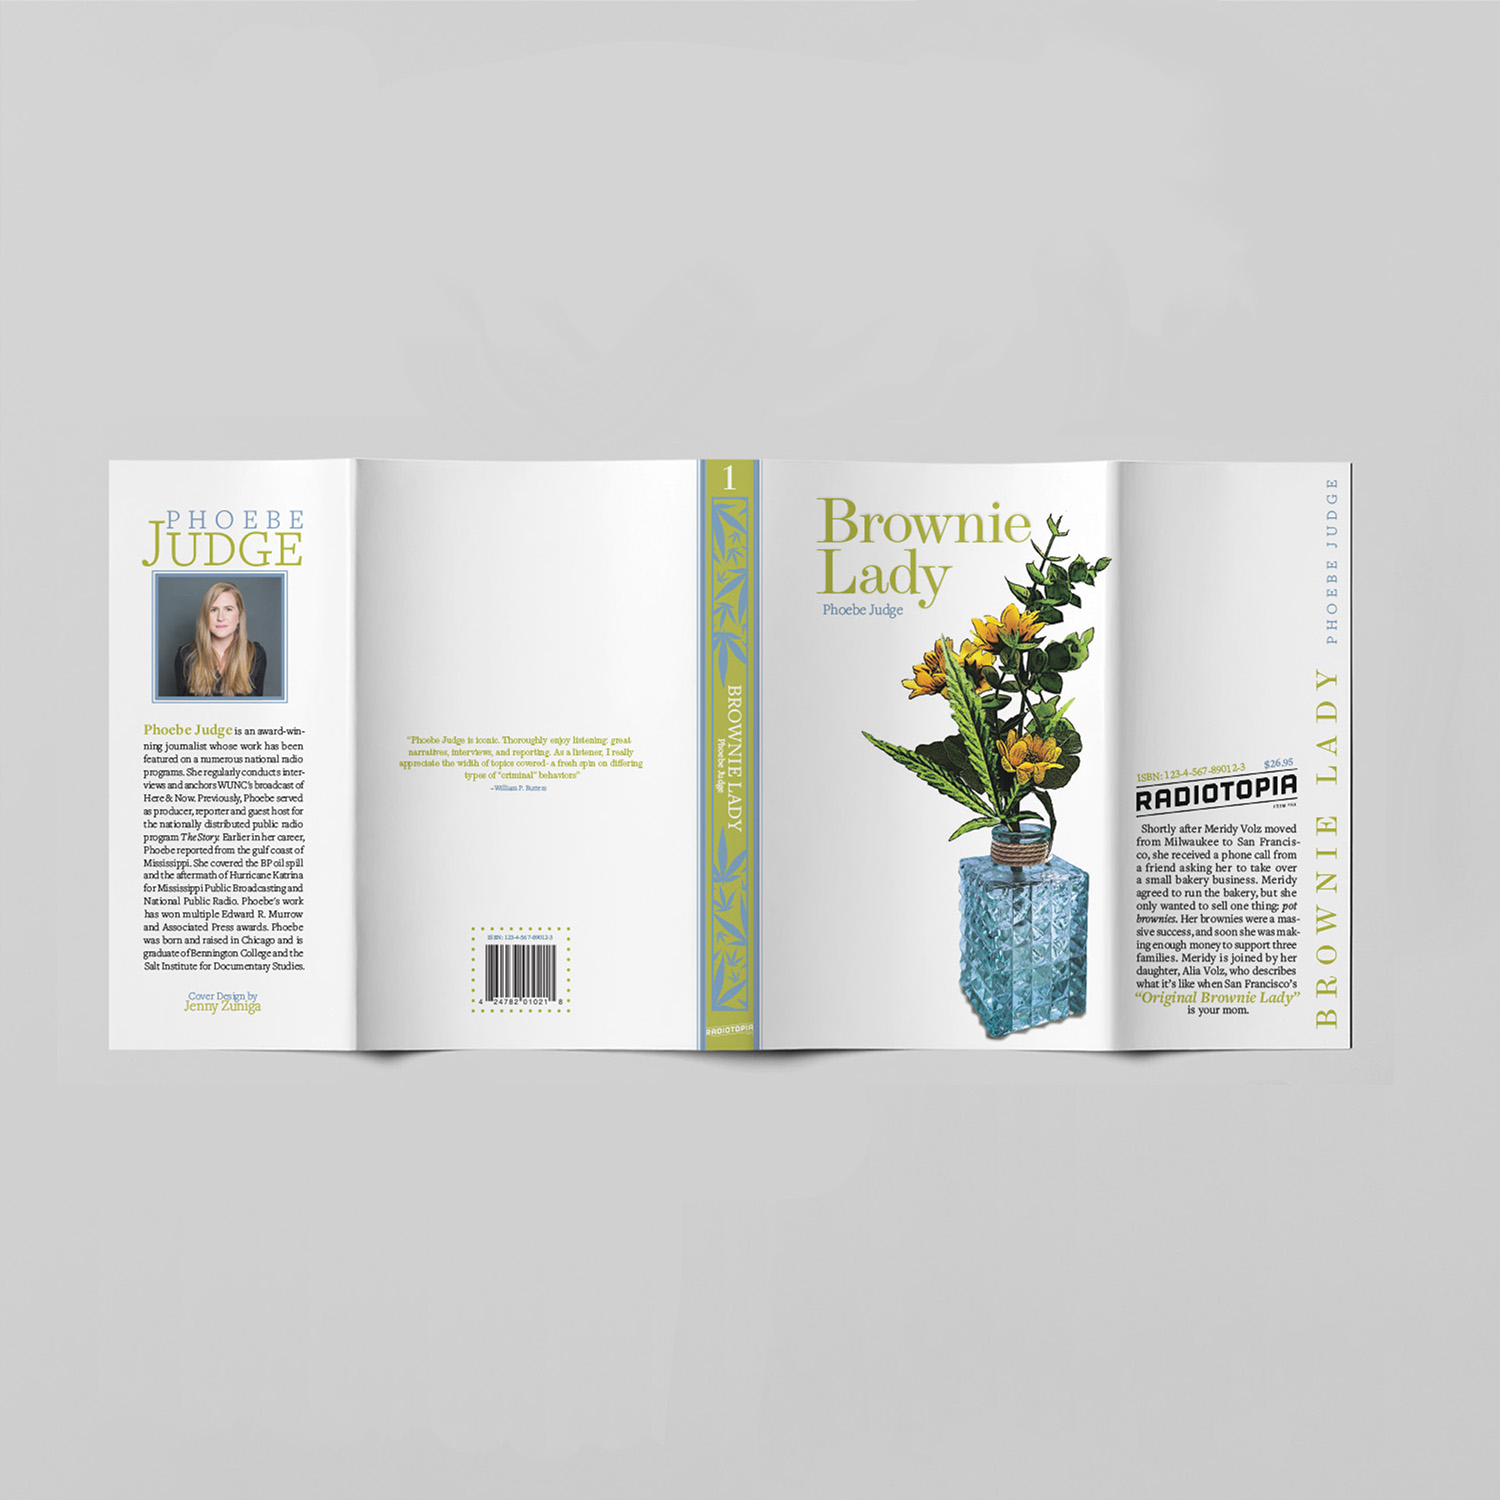 PHOEBE
JUDGE
Phoebe Judge is an award-win-
ning journalist whose work has been
featured on a numerous national radio
programs. She regularly conducts inter-
views and anchors WUNC's broadcast of
Here & Now. Previously, Phoebe served
as producer, reporter and guest host for
the nationally distributed public radio
program The Story. Earlier in her career,
Phoebe reported from the gulf coast of
Mississippi. She covered the BP oil spill
and the aftermath of Hurricane Katrina
for Mississippi Public Broadcasting and
National Public Radio. Phoebe's work
has won multiple Edward R. Murrow
and Associated Press awards. Phoebe
was born and raised in Chicago and is
graduate of Bennington College and the
Salt Institute for Documentary Studies.
Cover Design by
Jenny Zuniga
"Phoebe Judge is iconic. Thoroughly enjoy listening: great
narratives, interviews, and reporting. As a listener, I really
appreciate the width of topics covered- a fresh spin on differing
types of "criminal" behaviors"
-William P. Butters
ISBN: 123-4-567-89012-3
4 24782 01021 8
1
BROWNIE LADY
Phoebe Judge
RADIOTOPIA
Brownie
Lady
Phoebe Judge
ISBN: 123-4-567-89012-3 $26.95
RADIOTOPIA
FROM PRX
Shortly after Meridy Volz moved
from Milwaukee to San Francis-
co, she received a phone call from
a friend asking her to take over
a small bakery business. Meridy
agreed to run the bakery, but she
only wanted to sell one thing: pot
brownies. Her brownies were a mas-
sive success, and soon she was mak-
ing enough money to support three
families. Meridy is joined by her
daughter, Alia Volz, who describes
what it's like when San Francisco's
"Original Brownie Lady"
is your mom.
BROWNIE LADY PHOEBE JUDGE